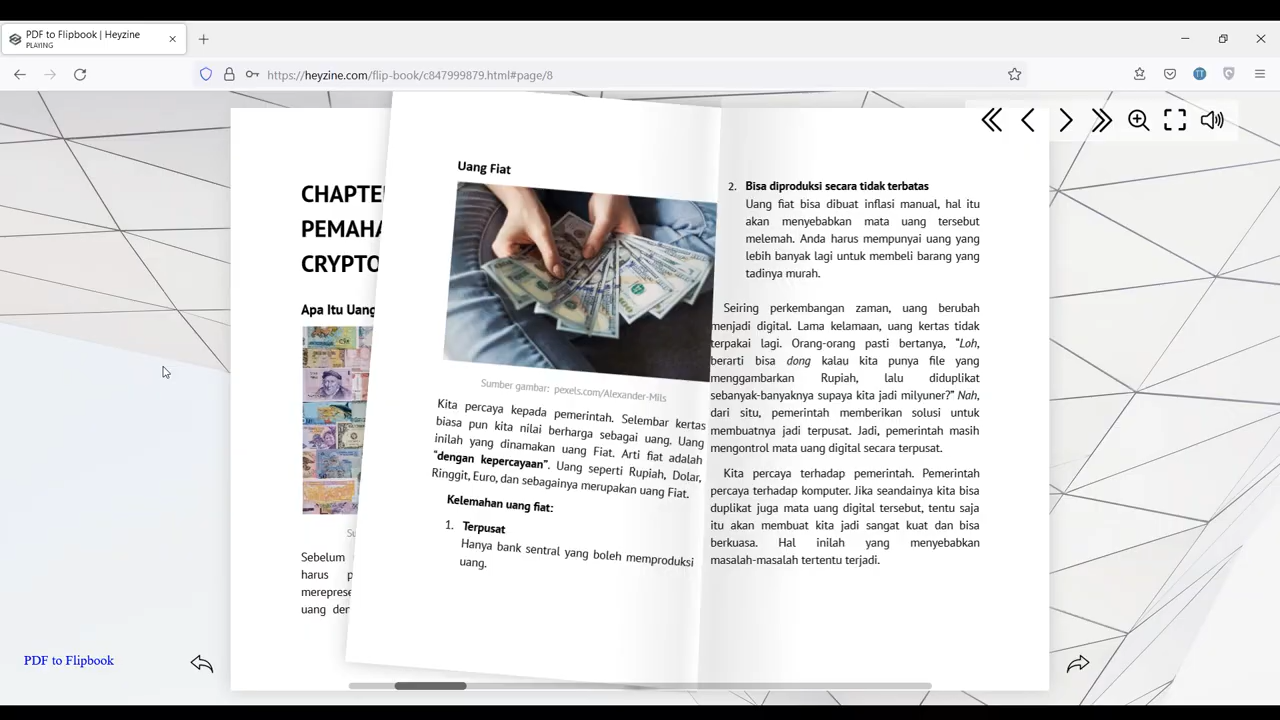 PDF to Flipbook | Heyzine
PLAYING
https://heyzine.com/flip-book/c847999879.html#page/8
CHAPTE
PEMAHA
CRYPTO
Apa Itu Uang
Sebelum
harus
uang
Uang Fiat
Sumber gambar: pexels.com/Alexander-Mils
Kita percaya kepada pemerintah. Selembar kertas
biasa pun kita nilai berharga sebagai uang. Uang
inilah yang dinamakan uang Fiat. Arti fiat adalah
"dengan kepercayaan". Uang seperti Rupiah, Dolar,
Ringgit, Euro, dan sebagainya merupakan uang Fiat.
Kelemahan uang fiat:
1. Terpusat
Hanya bank sentral yang boleh memproduksi
uang.
2. Bisa diproduksi secara tidak terbatas
Uang fiat bisa dibuat inflasi manual, hal itu
akan menyebabkan mata uang tersebut
melemah. Anda harus mempunyai uang yang
lebih banyak lagi untuk membeli barang yang
tadinya murah.
Seiring perkembangan zaman, uang berubah
menjadi digital. Lama kelamaan, uang kertas tidak
terpakai lagi. Orang-orang pasti bertanya, "Loh,
berarti bisa dong kalau kita punya file yang
menggambarkan Rupiah, lalu diduplikat
sebanyak-banyaknya supaya kita jadi milyuner?" Nah,
dari situ, pemerintah memberikan solusi untuk
membuatnya jadi terpusat. Jadi, pemerintah masih
mengontrol mata uang digital secara terpusat.
Kita percaya terhadap pemerintah. Pemerintah
percaya terhadap komputer. Jika seandainya kita bisa
duplikat juga mata uang digital tersebut, tentu saja
itu akan membuat kita jadi sangat kuat dan bisa
berkuasa. Hal inilah yang menyebabkan
masalah-masalah tertentu terjadi.
PDF to Flipbook